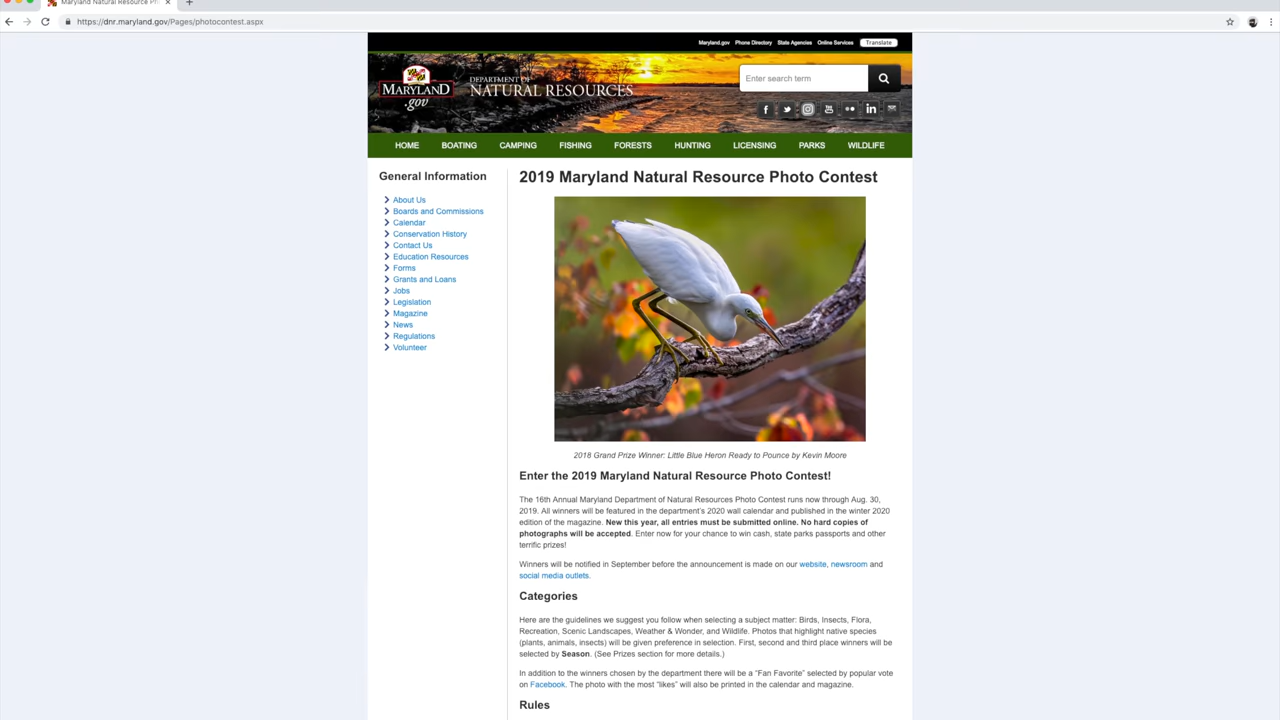 Maryland Natural Resource Ph
https://dnr.maryland.gov/Pages/photocontest.aspx
Maryland.gov Phone Directory State Agencies Online Services Translate
MARYLAND
.gov
DEPARTMENT OF
NATURAL RESOURCES
Enter search term
HOME BOATING CAMPING FISHING FORESTS HUNTING LICENSING PARKS WILDLIFE
General Information
About Us
Boards and Commissions
Calendar
Conservation History
Contact Us
Education Resources
Forms
Grants and Loans
Jobs
Legislation
Magazine
News
Regulations
Volunteer
2019 Maryland Natural Resource Photo Contest
2018 Grand Prize Winner: Little Blue Heron Ready to Pounce by Kevin Moore
Enter the 2019 Maryland Natural Resource Photo Contest!
The 16th Annual Maryland Department of Natural Resources Photo Contest runs now through Aug. 30,
2019. All winners will be featured in the department's 2020 wall calendar and published in the winter 2020
edition of the magazine. New this year, all entries must be submitted online. No hard copies of
photographs will be accepted. Enter now for your chance to win cash, state parks passports and other
terrific prizes!
Winners will be notified in September before the announcement is made on our website, newsroom and
social media outlets.
Categories
Here are the guidelines we suggest you follow when selecting a subject matter: Birds, Insects, Flora,
Recreation, Scenic Landscapes, Weather & Wonder, and Wildlife. Photos that highlight native species
(plants, animals, insects) will be given preference in selection. First, second and third place winners will be
selected by Season. (See Prizes section for more details.)
In addition to the winners chosen by the department there will be a "Fan Favorite" selected by popular vote
on Facebook. The photo with the most "likes" will also be printed in the calendar and magazine.
Rules